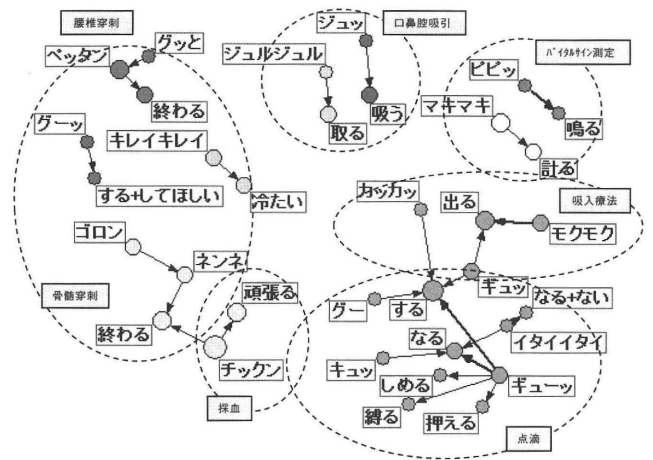 腰椎穿刺
グッと
ペッタン
終わる
グーッ
キレイキレイ
する+してほしい
冷たい
ゴロン
ネンネ
骨髄穿刺
終わる
頑張る
チックン
採血
口鼻腔吸引
ジュッ
ジュルジュル
取る
吸う
バイタルサイン測定
ピピッ
マキマキ
鳴る
計る
カッカッ
出る
吸入療法
モクモク
ギュッ
なる+ない
グー
する
なる
イタイイタイ
キュッ
しめる
ギューッ
縛る
押える
点滴